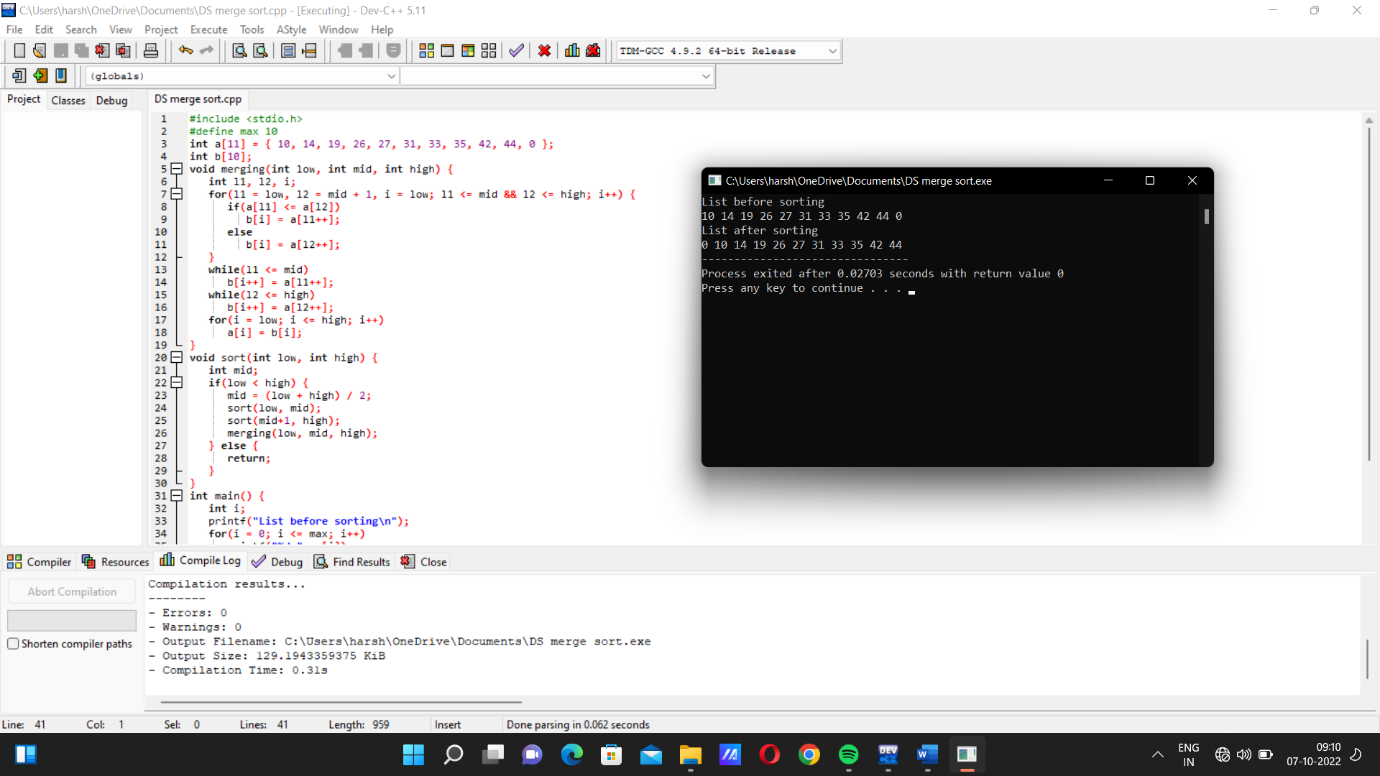 C:\Users\harsh\OneDrive\Documents\DS merge sort.cpp - [Executing] - Dev-C++ 5.11
File Edit Search View Project Execute Tools AStyle Window Help
TDM-GCC 4.9.2 64-bit Release
(globals)
Project Classes Debug
DS merge sort.cpp
1 #include <stdio.h>
2 #define max 10
3 int a[11] = { 10, 14, 19, 26, 27, 31, 33, 35, 42, 44, 0 };
4 int b[10];
5 void merging(int low, int mid, int high) {
6 int l1, l2, i;
7 for(l1 = low, l2 = mid + 1, i = low; l1 <= mid && l2 <= high; i++) {
8 if(a[l1] <= a[l2])
9 b[i] = a[l1++];
10 else
11 b[i] = a[l2++];
12 }
13 while(l1 <= mid)
14 b[i++] = a[l1++];
15 while(l2 <= high)
16 b[i++] = a[l2++];
17 for(i = low; i <= high; i++)
18 a[i] = b[i];
19 }
20 void sort(int low, int high) {
21 int mid;
22 if(low < high) {
23 mid = (low + high) / 2;
24 sort(low, mid);
25 sort(mid+1, high);
26 merging(low, mid, high);
27 } else {
28 return;
29 }
30 }
31 int main() {
32 int i;
33 printf("List before sorting\n");
34 for(i = 0; i <= max; i++)
C:\Users\harsh\OneDrive\Documents\DS merge sort.exe
List before sorting
10 14 19 26 27 31 33 35 42 44 0
List after sorting
0 10 14 19 26 27 31 33 35 42 44
--------------------------------
Process exited after 0.02703 seconds with return value 0
Press any key to continue . . .
Compiler Resources Compile Log Debug Find Results Close
Abort Compilation
Shorten compiler paths
Compilation results...
--------
- Errors: 0
- Warnings: 0
- Output Filename: C:\Users\harsh\OneDrive\Documents\DS merge sort.exe
- Output Size: 129.1943359375 KiB
- Compilation Time: 0.31s
Line: 41 Col: 1 Sel: 0 Lines: 41 Length: 959 Insert Done parsing in 0.062 seconds
ENG
IN
09:10
07-10-2022